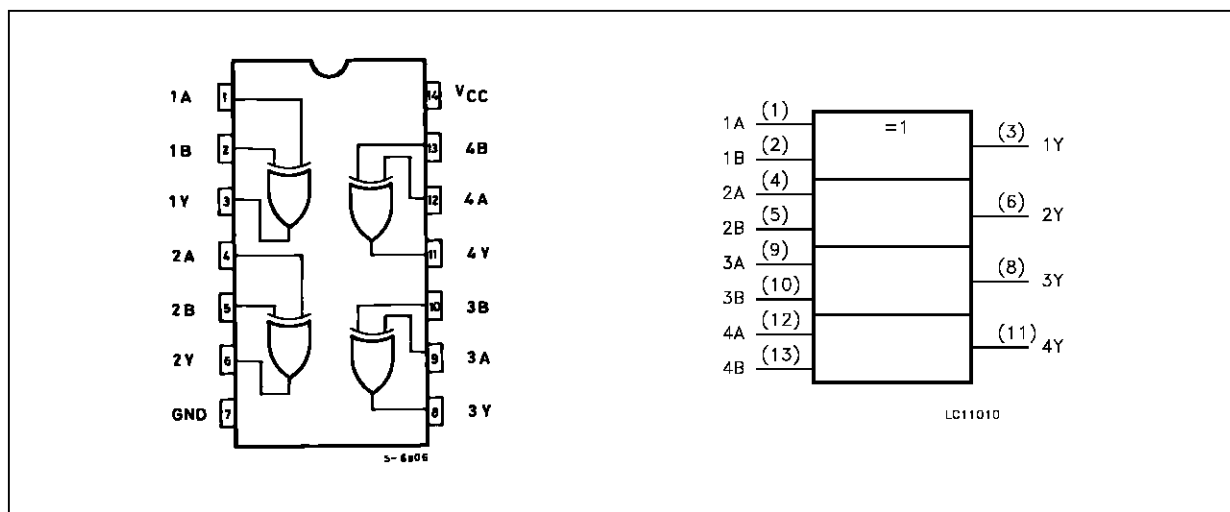 1A 1 14 VCC
1B 2 13 4B
1Y 3 12 4A
2A 4 11 4Y
2B 5 10 3B
2Y 6 9 3A
GND 7 8 3Y
=1
1A (1)
1B (2)
2A (4)
2B (5)
3A (9)
3B (10)
4A (12)
4B (13)
(3) 1Y
(6) 2Y
(8) 3Y
(11) 4Y
LC11010